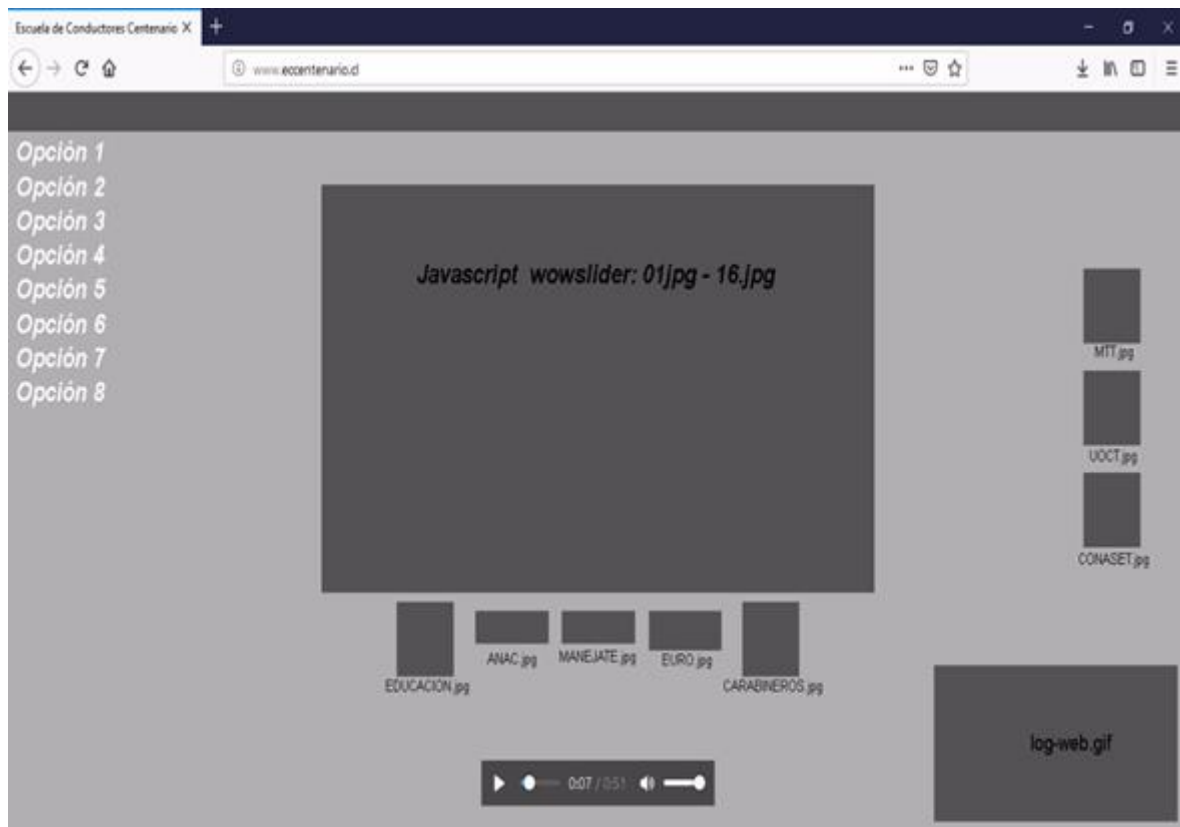 Escuela de Conductores Centenario X +
www.eccentenario.cl
Opción 1
Opción 2
Opción 3
Opción 4
Opción 5
Opción 6
Opción 7
Opción 8
Javascript wowslider: 01jpg - 16.jpg
MTT.jpg
UOCT.jpg
CONASET.jpg
EDUCACION.jpg
ANAC.jpg
MANEJATE.jpg
EURO.jpg
CARABINEROS.jpg
log-web.gif
0:07 / 0:51